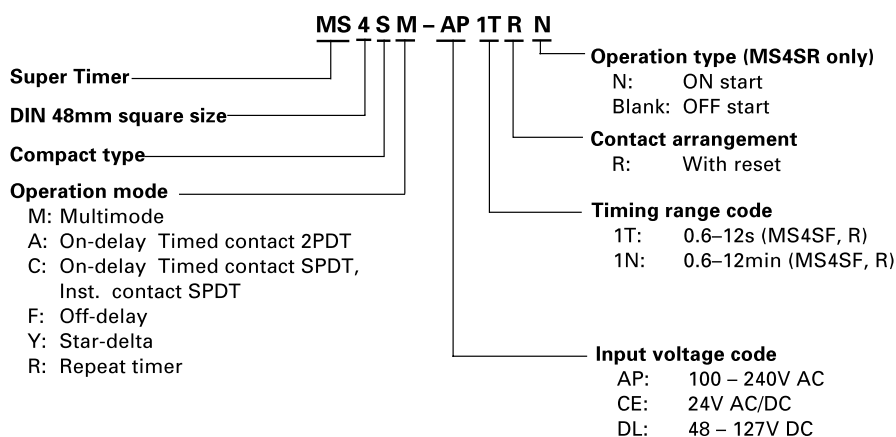 MS 4 S M – AP 1T R N
Super Timer
DIN 48mm square size
Compact type
Operation mode
M: Multimode
A: On-delay Timed contact 2PDT
C: On-delay Timed contact SPDT,
Inst. contact SPDT
F: Off-delay
Y: Star-delta
R: Repeat timer
Operation type (MS4SR only)
N: ON start
Blank: OFF start
Contact arrangement
R: With reset
Timing range code
1T: 0.6–12s (MS4SF, R)
1N: 0.6–12min (MS4SF, R)
Input voltage code
AP: 100 – 240V AC
CE: 24V AC/DC
DL: 48 – 127V DC